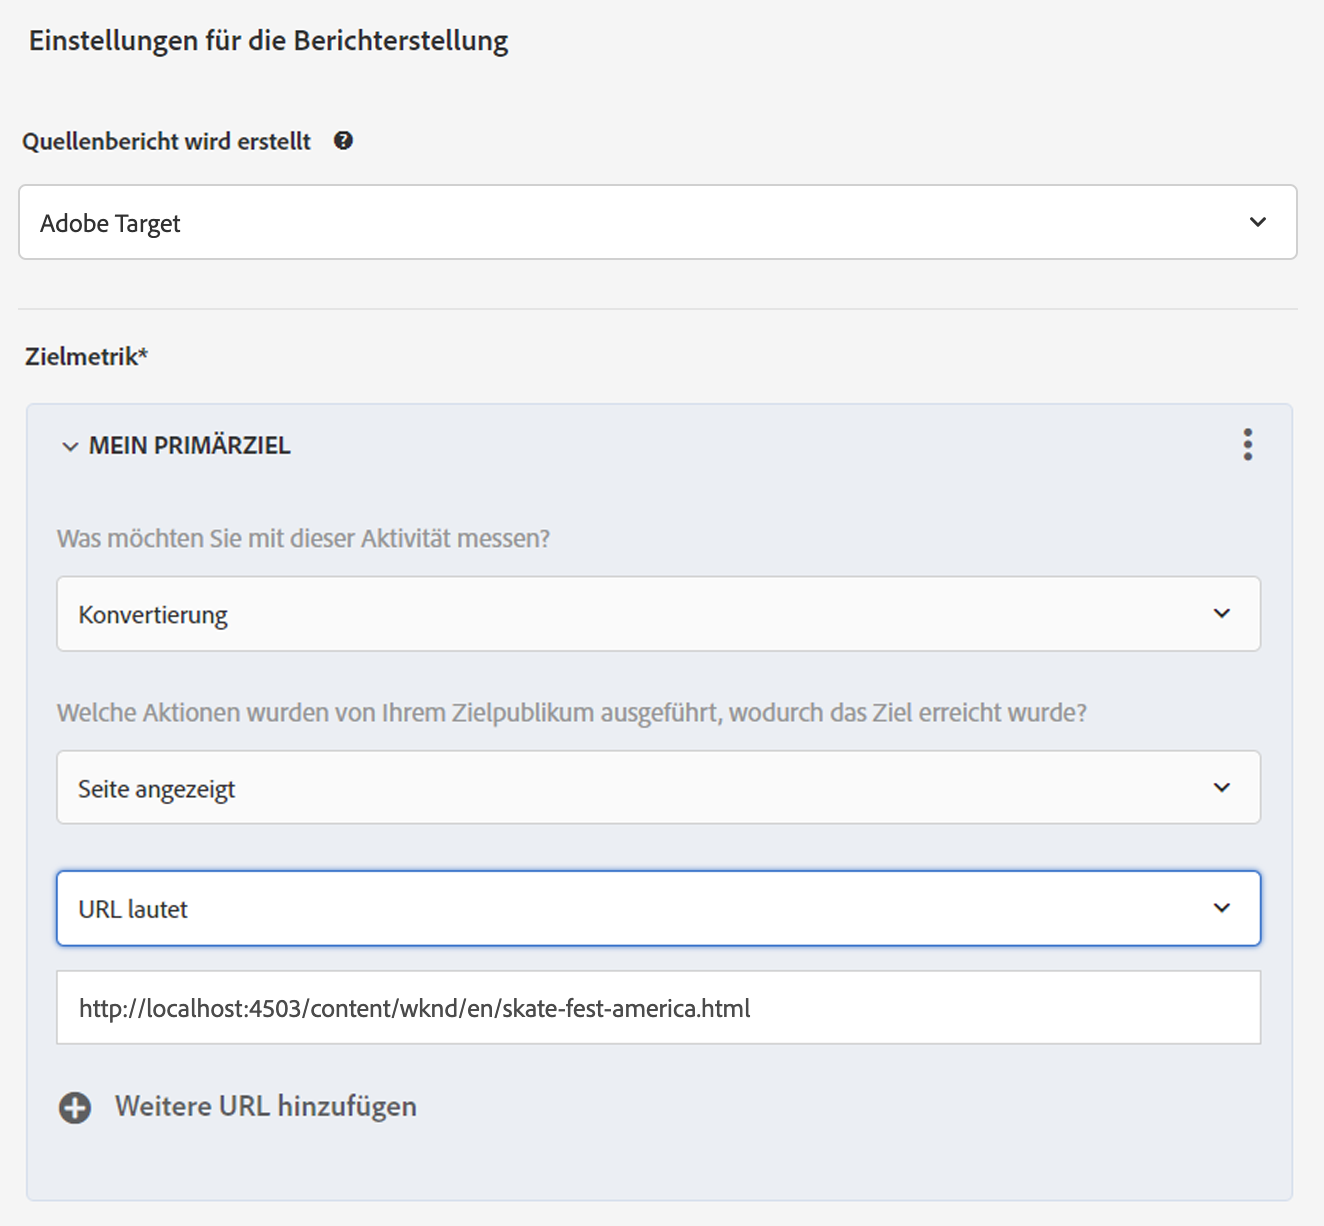 Einstellungen für die Berichterstellung
Quellenbericht wird erstellt ?
Adobe Target
Zielmetrik*
MEIN PRIMÄRZIEL
Was möchten Sie mit dieser Aktivität messen?
Konvertierung
Welche Aktionen wurden von Ihrem Zielpublikum ausgeführt, wodurch das Ziel erreicht wurde?
Seite angezeigt
URL lautet
http://localhost:4503/content/wknd/en/skate-fest-america.html
Weitere URL hinzufügen